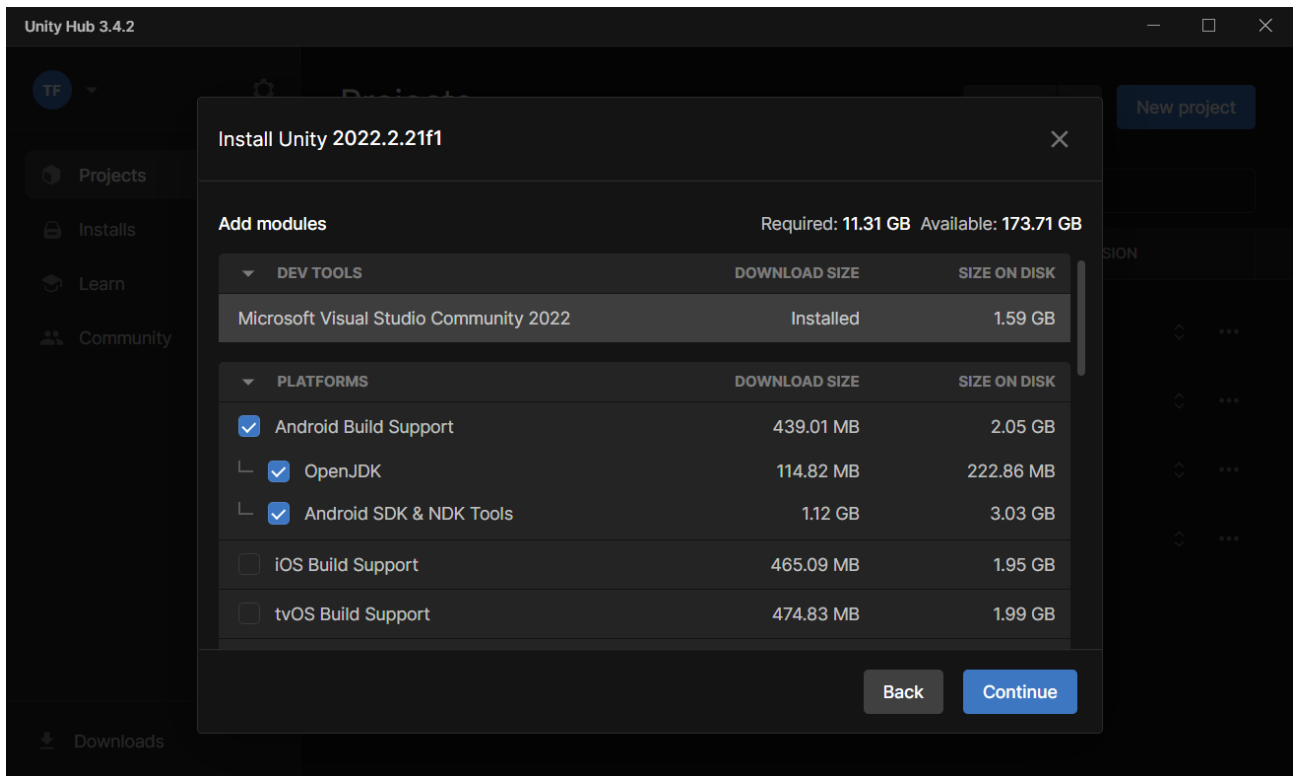 Unity Hub 3.4.2
TF
Projects
New project
Install Unity 2022.2.21f1
Projects
Installs
Learn
Community
Add modules Required: 11.31 GB Available: 173.71 GB
SION
DEV TOOLS DOWNLOAD SIZE SIZE ON DISK
Microsoft Visual Studio Community 2022 Installed 1.59 GB
PLATFORMS DOWNLOAD SIZE SIZE ON DISK
Android Build Support 439.01 MB 2.05 GB
OpenJDK 114.82 MB 222.86 MB
Android SDK & NDK Tools 1.12 GB 3.03 GB
iOS Build Support 465.09 MB 1.95 GB
tvOS Build Support 474.83 MB 1.99 GB
Back Continue
Downloads